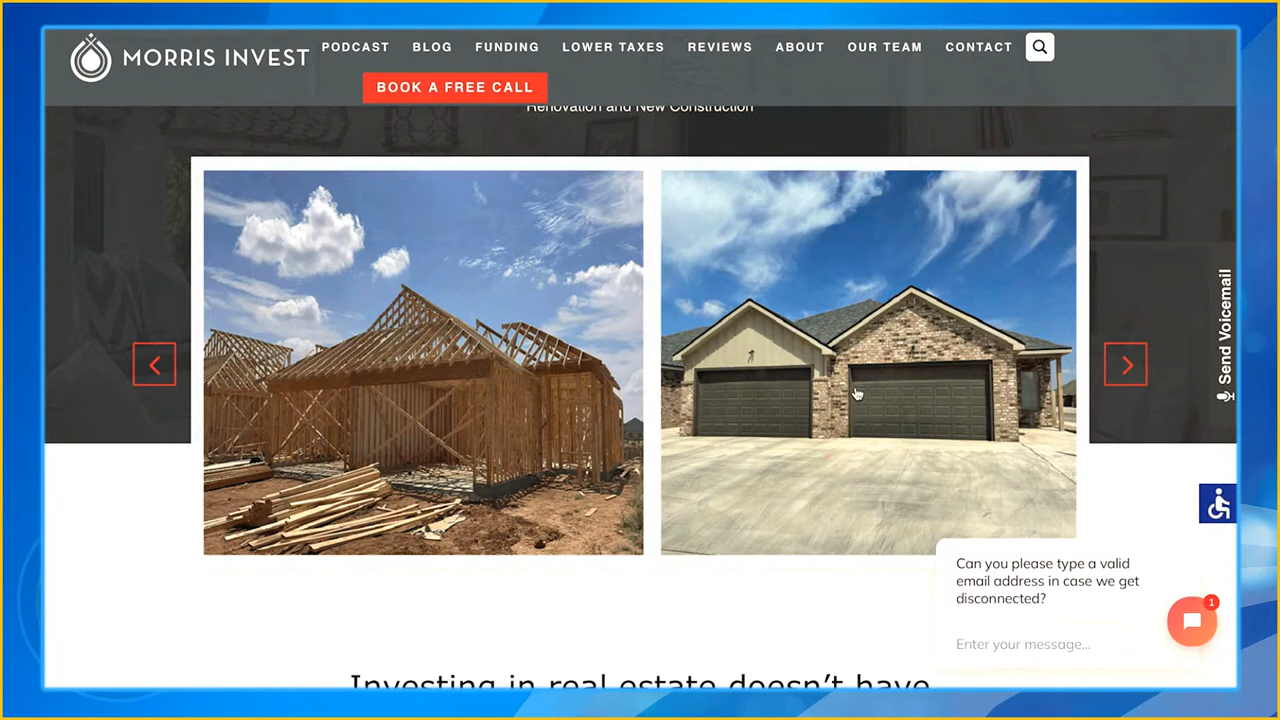 MORRIS INVEST
PODCAST BLOG FUNDING LOWER TAXES REVIEWS ABOUT OUR TEAM CONTACT
BOOK A FREE CALL
Renovation and New Construction
Send Voicemail
Can you please type a valid
email address in case we get
disconnected?
1
Enter your message...
Investing in real estate doesn't have